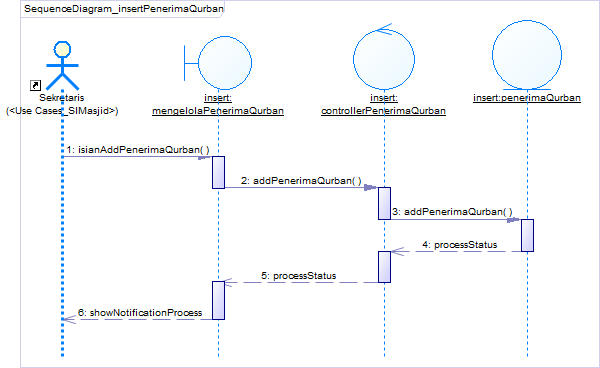 SequenceDiagram_insertPenerimaQurban
Sekretaris
(<Use Cases_SIMasjid>)
insert:
mengelolaPenerimaQurban
insert:
controllerPenerimaQurban
insert:penerimaQurban
1: isianAddPenerimaQurban( )
2: addPenerimaQurban( )
3: addPenerimaQurban( )
4: processStatus
5: processStatus
6: showNotificationProcess